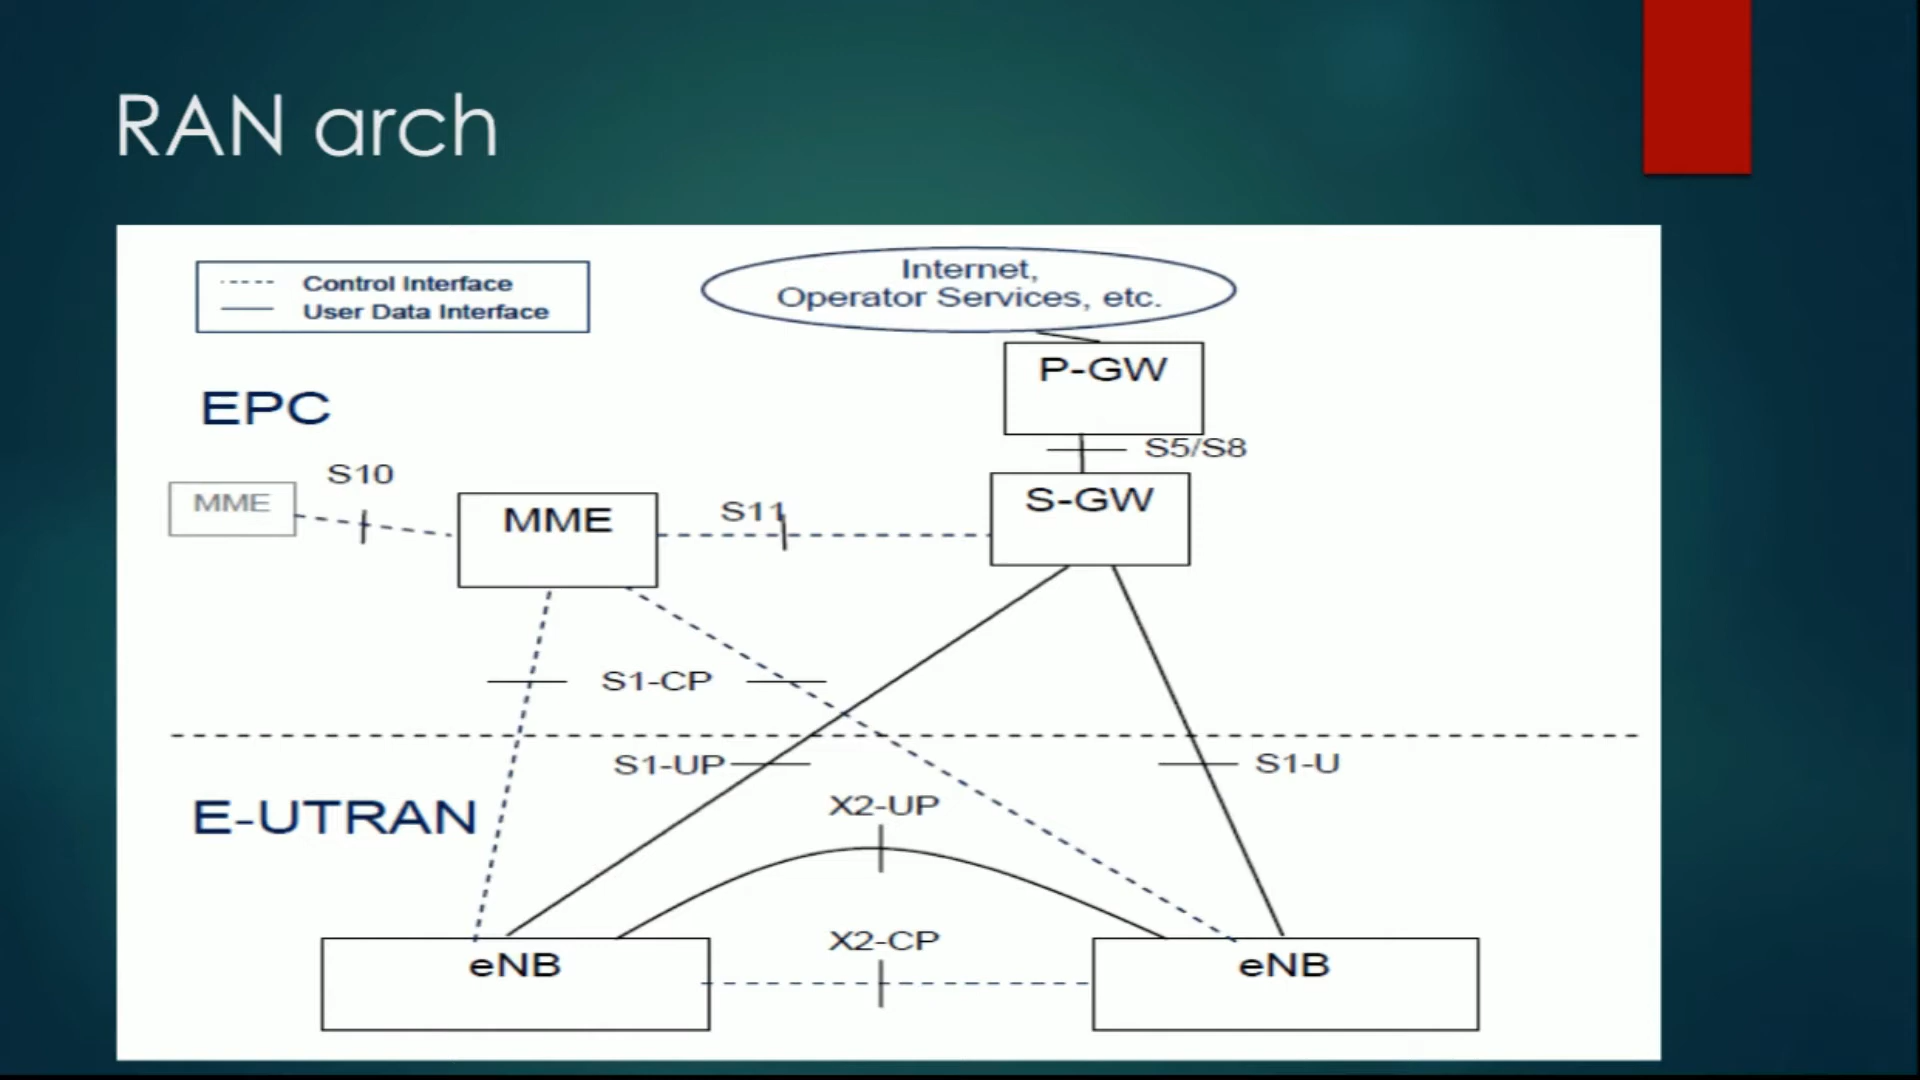 RAN arch
Control Interface
User Data Interface
Internet,
Operator Services, etc.
P-GW
EPC
S5/S8
S10
MME
MME
S11
S-GW
S1-CP
S1-UP
S1-U
E-UTRAN
X2-UP
X2-CP
eNB
eNB